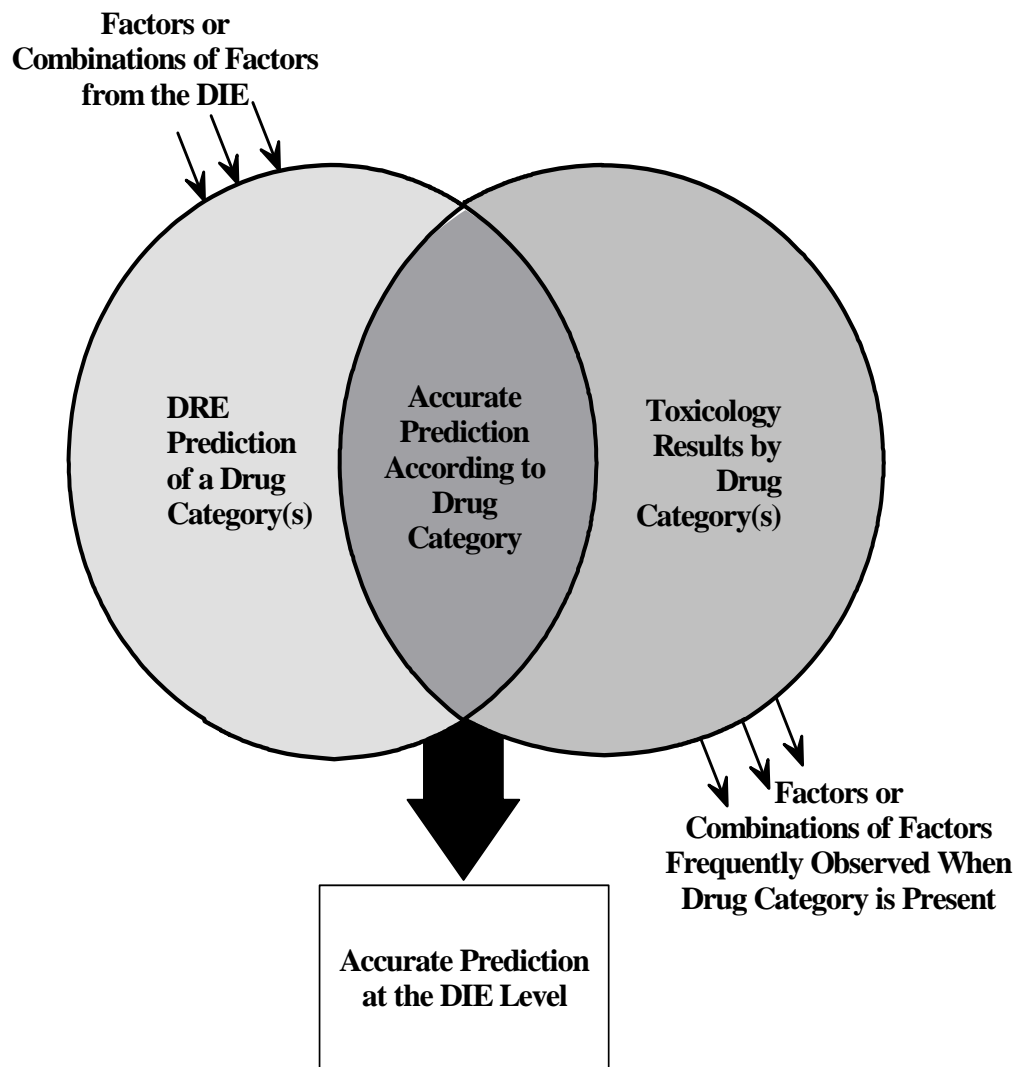 Factors or
Combinations of Factors
from the DIE
DRE
Prediction
of a Drug
Category(s)
Accurate
Prediction
According to
Drug
Category
Toxicology
Results by
Drug
Category(s)
Factors or
Combinations of Factors
Frequently Observed When
Drug Category is Present
Accurate Prediction
at the DIE Level